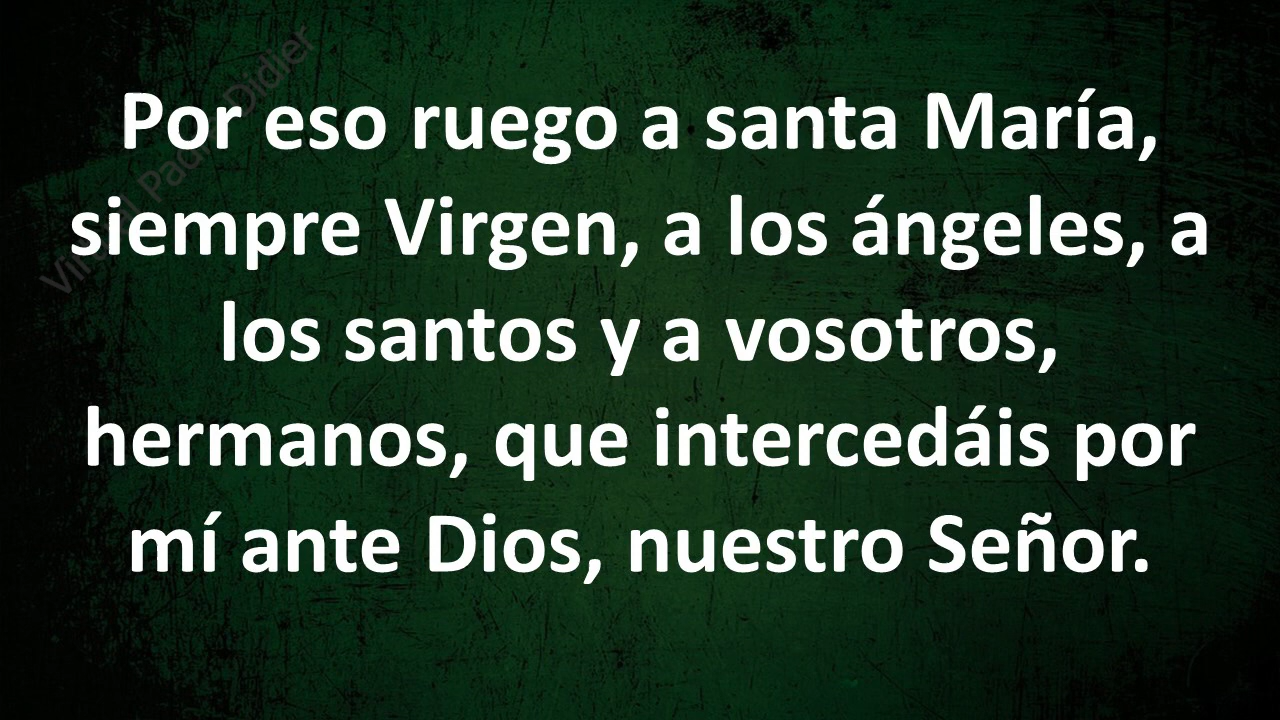 Por eso ruego a santa María,
siempre Virgen, a los ángeles, a
los santos y a vosotros,
hermanos, que intercedáis por
mí ante Dios, nuestro Señor.
Didier